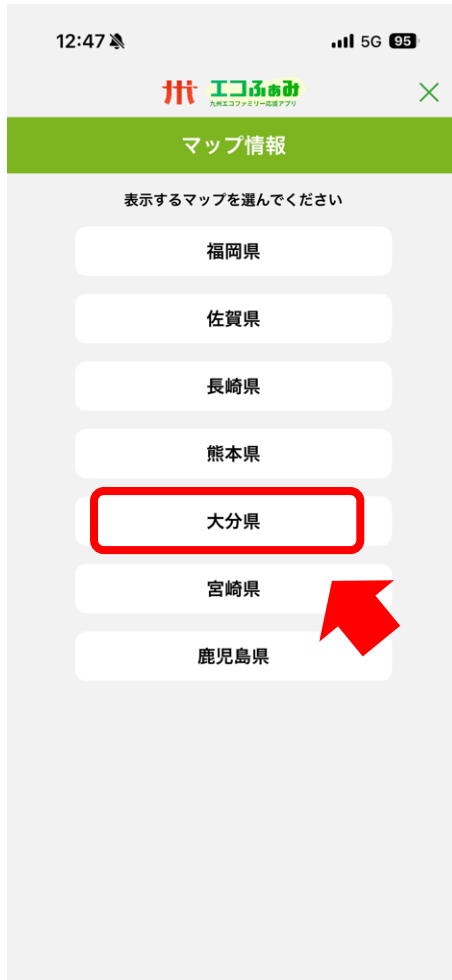 12:47 5G 95
エコふぁみ
九州エコファミリー応援アプリ
マップ情報
表示するマップを選んでください
福岡県
佐賀県
長崎県
熊本県
大分県
宮崎県
鹿児島県